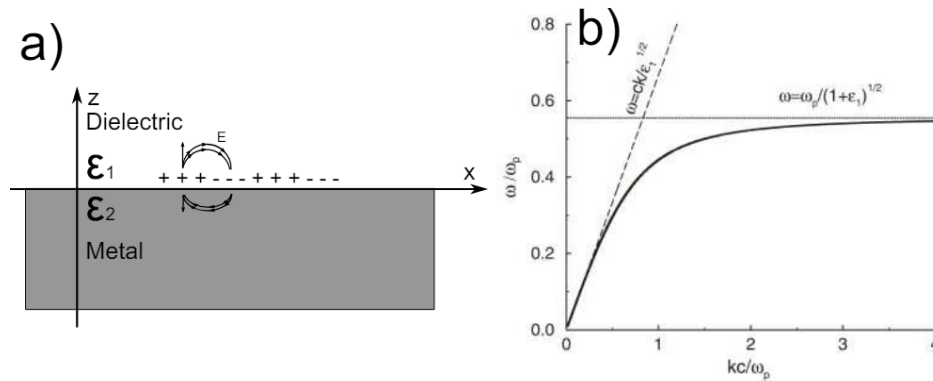 a)
z
Dielectric
E
ε1
+ + + - - - + + + - - -
x
ε2
Metal
b)
0.8
0.6
0.4
0.2
0.0
ω/ωp
ω=ck/ε1^1/2
ω=ωp/(1+ε1)^1/2
0 1 2 3 4
kc/ωp